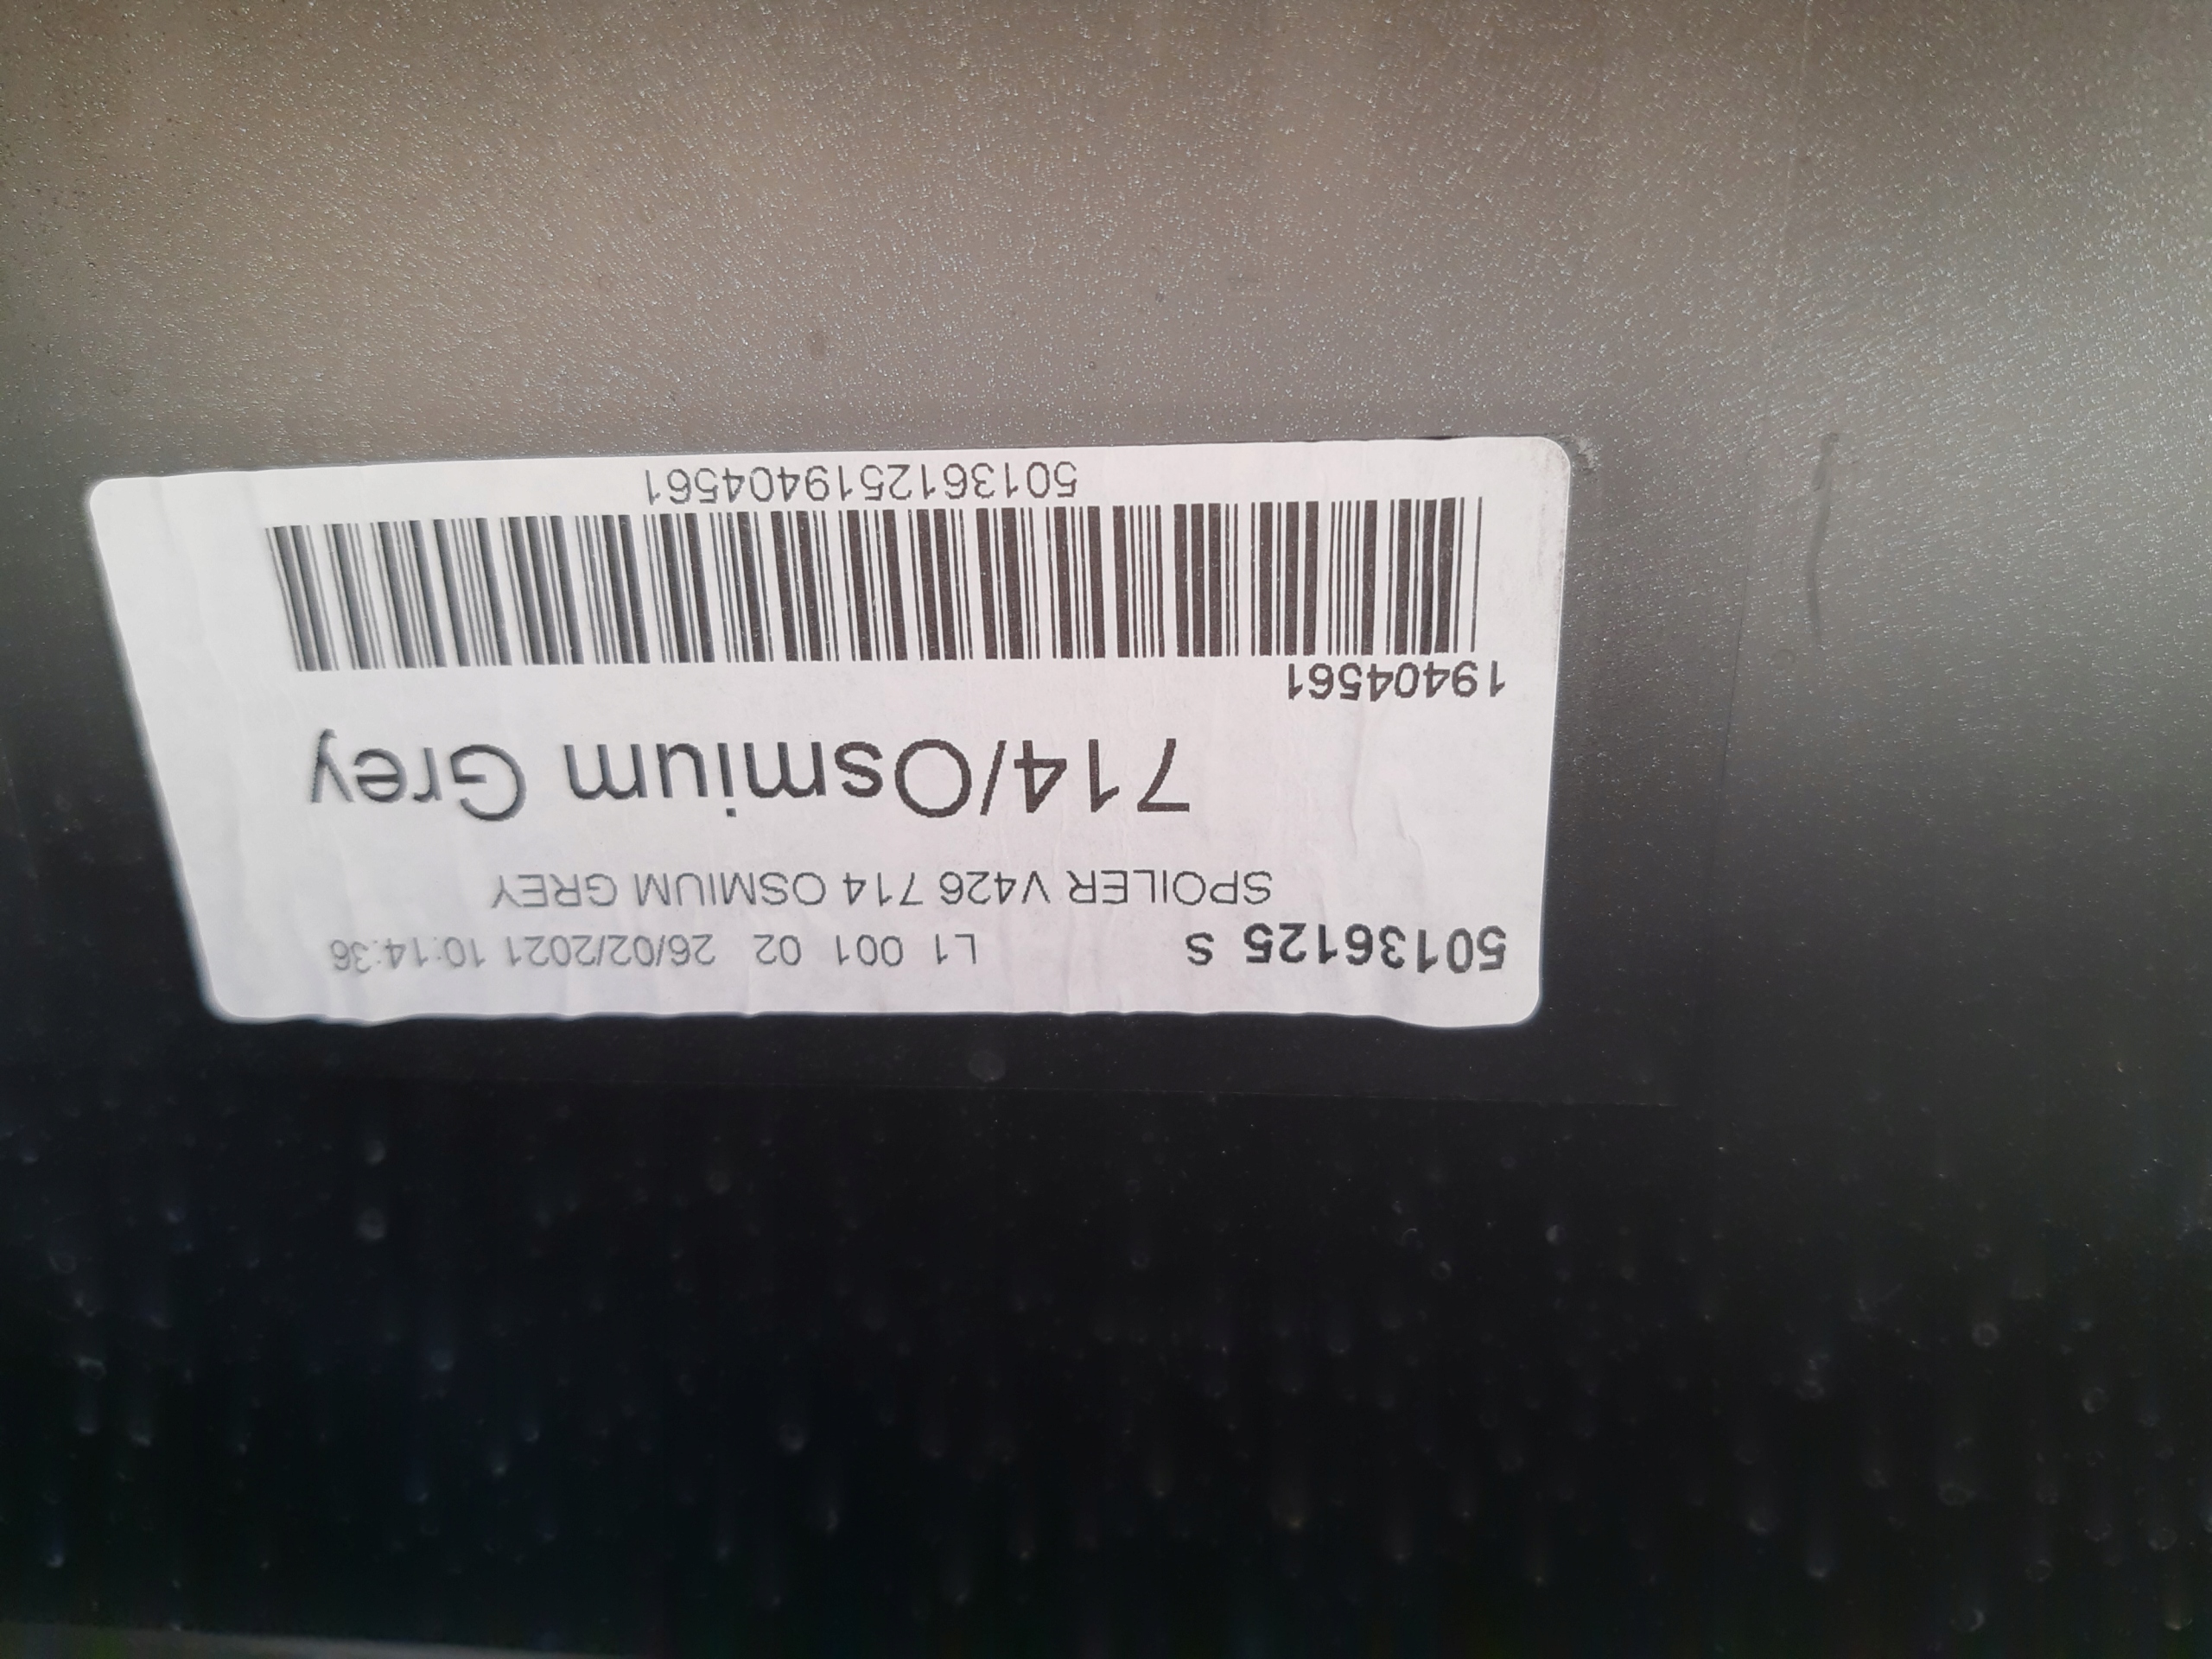 50136125 S L1 001 02 26/02/2021 10:14:36
SPOILER V426 714 OSMIUM GREY
714/Osmium Grey
19404561
5013612519404561